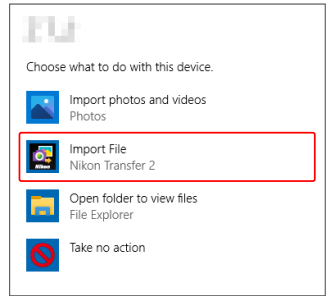 Choose what to do with this device.
Import photos and videos
Photos
Import File
Nikon Transfer 2
Nikon
Open folder to view files
File Explorer
Take no action